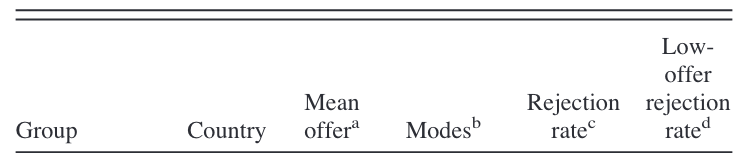 Low-
offer
Mean Rejection rejection
Group Country offerᵃ Modesᵇ rateᶜ rateᵈ